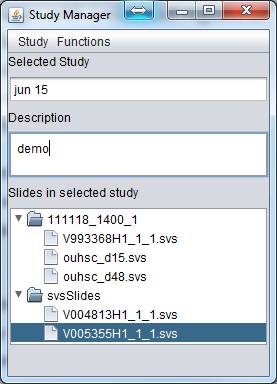 Study Manager
Study Functions
Selected Study
jun 15
Description
demo
Slides in selected study
111118_1400_1
V993368H1_1_1.svs
ouhsc_d15.svs
ouhsc_d48.svs
svsSlides
V004813H1_1_1.svs
V005355H1_1_1.svs